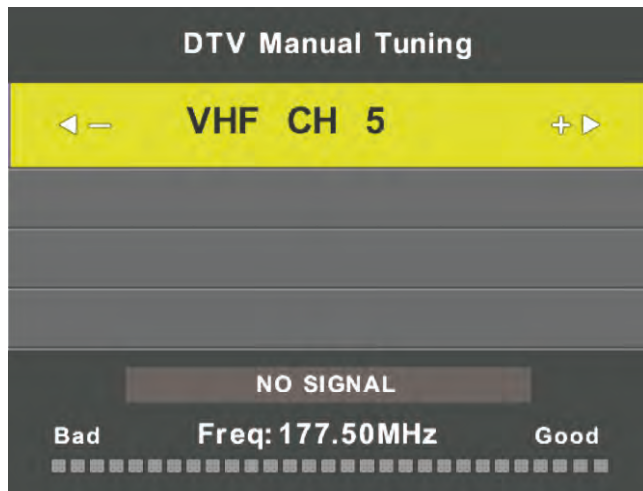 DTV Manual Tuning
− VHF CH 5 +
NO SIGNAL
Bad Freq: 177.50MHz Good